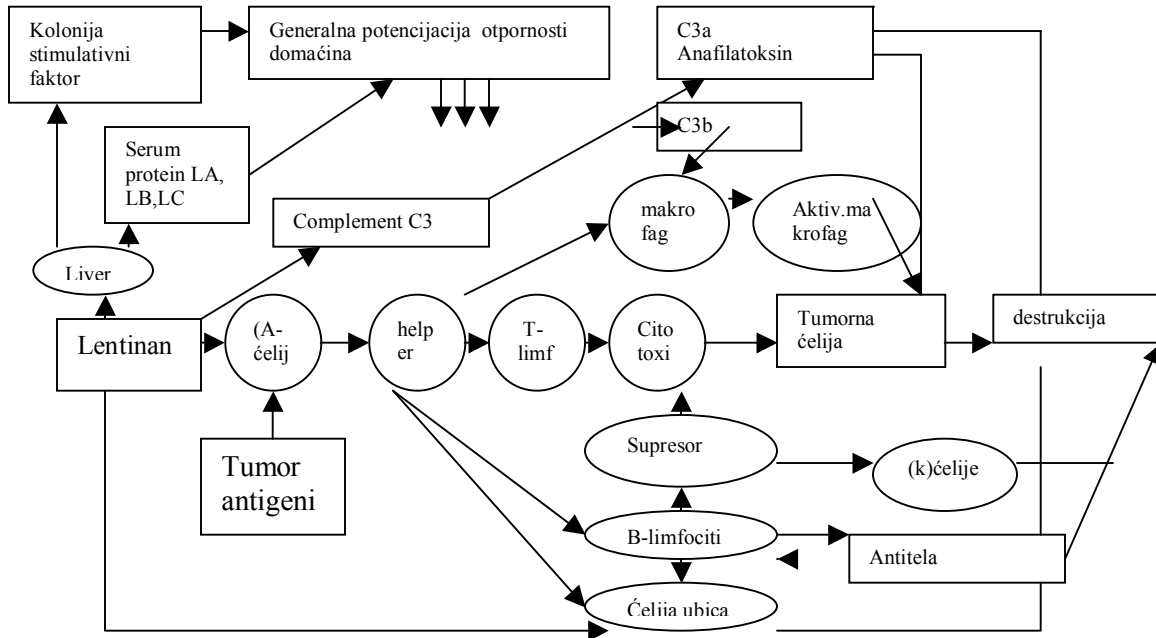 Kolonija
stimulativni
faktor
Generalna potencijacija otpornosti
domaćina
C3a
Anafilatoksin
C3b
Serum
protein LA,
LB,LC
Complement C3
makro
fag
Aktiv.ma
krofag
Liver
Lentinan
(A-
ćelij
help
er
T-
limf
Cito
toxi
Tumorna
ćelija
destrukcija
Tumor
antigeni
Supresor
(k)ćelije
B-limfociti
Antitela
Ćelija ubica